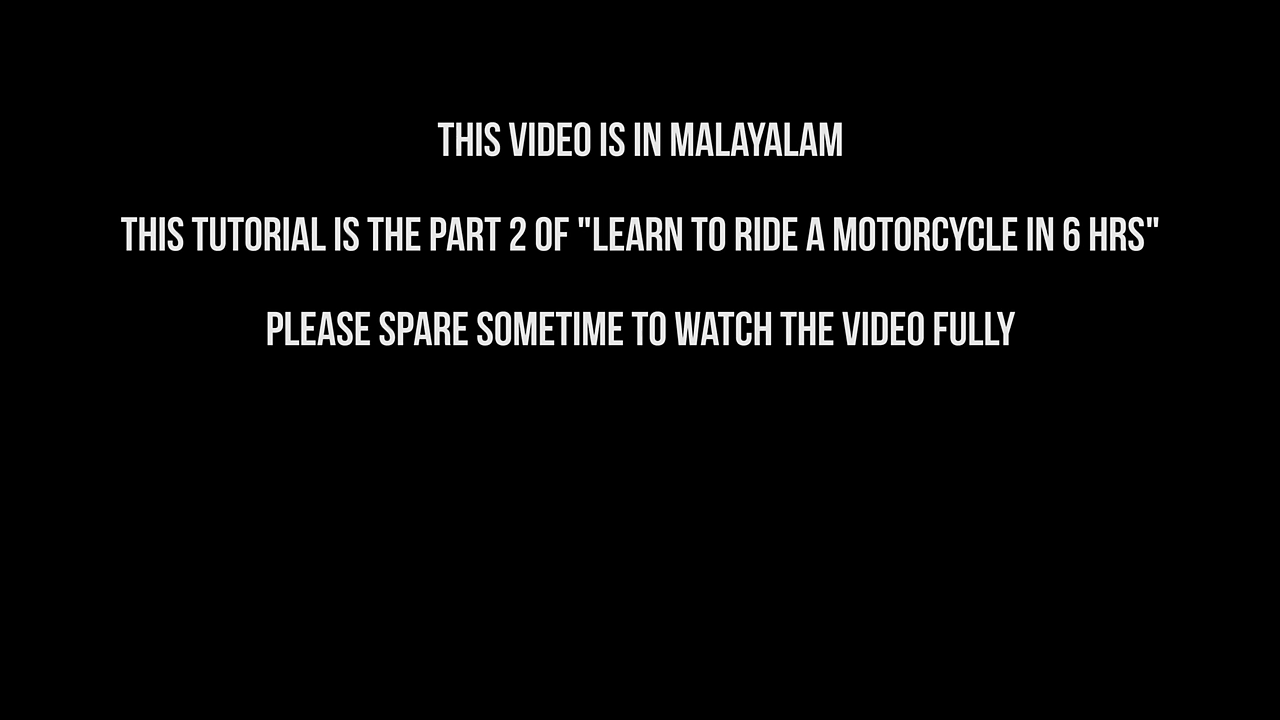 THIS VIDEO IS IN MALAYALAM
THIS TUTORIAL IS THE PART 2 OF "LEARN TO RIDE A MOTORCYCLE IN 6 HRS"
PLEASE SPARE SOMETIME TO WATCH THE VIDEO FULLY